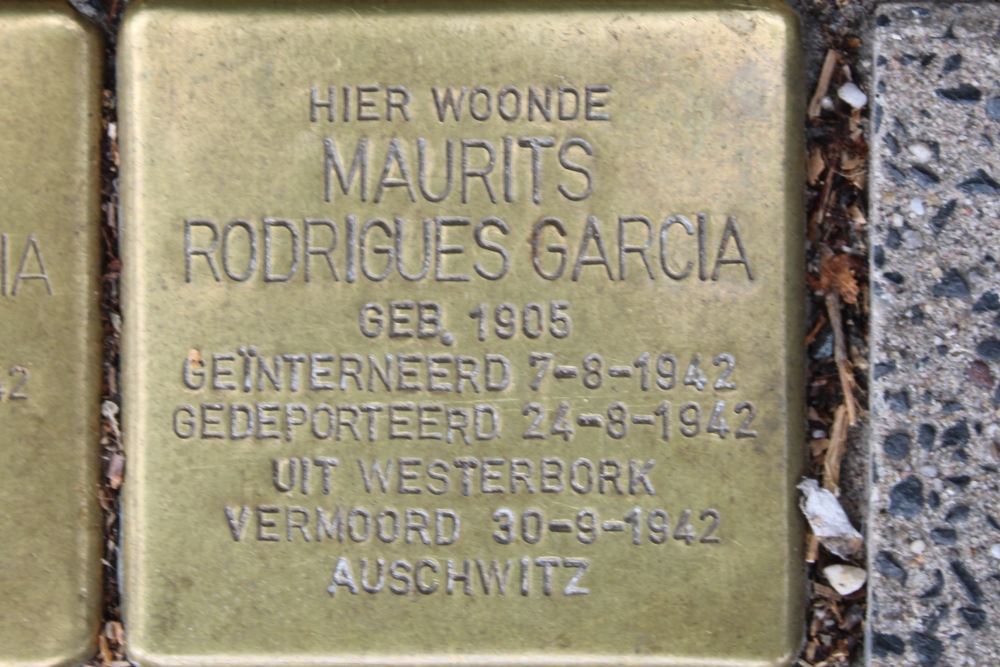 HIER WOONDE
MAURITS
RODRIGUES GARCIA
GEB. 1905
GEÏNTERNEERD 7-8-1942
GEDEPORTEERD 24-8-1942
UIT WESTERBORK
VERMOORD 30-9-1942
AUSCHWITZ